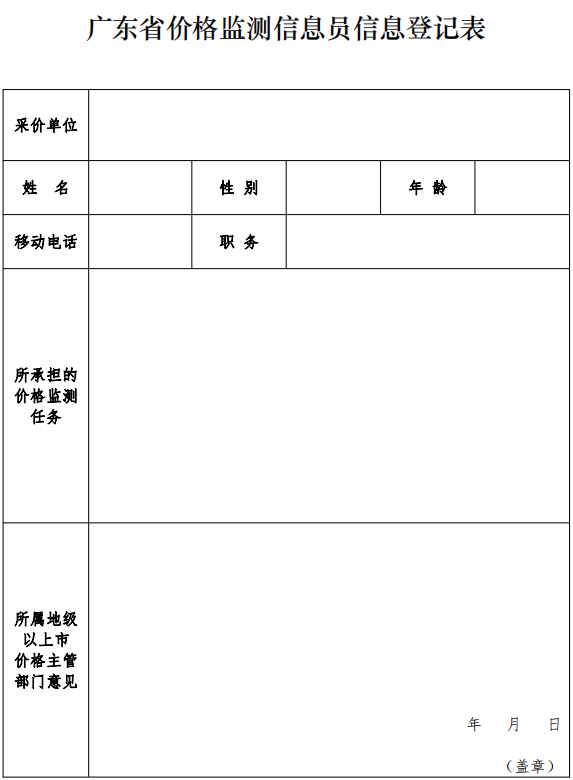 广东省价格监测信息员信息登记表
采价单位
姓 名 性 别 年 龄
移动电话 职 务
所承担的
价格监测
任务
所属地级
以上市
价格主管
部门意见
年 月 日
（盖章）